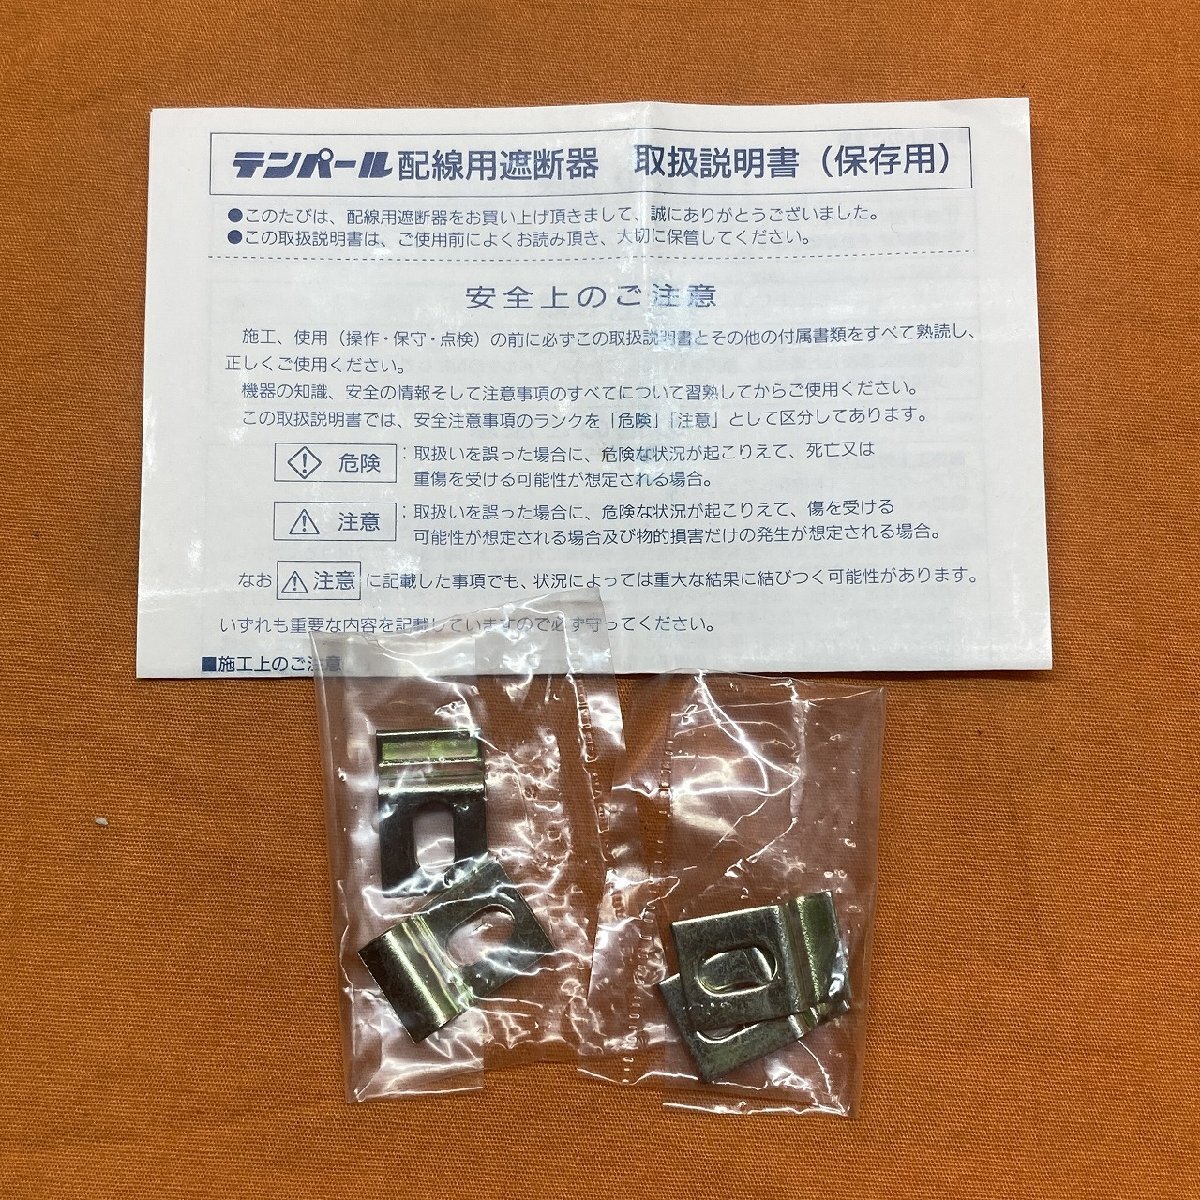 テンパール配線用遮断器 取扱説明書（保存用）
●このたびは、配線用遮断器をお買い上げ頂きまして、誠にありがとうございました。
●この取扱説明書は、ご使用前によくお読み頂き、大切に保管してください。
安全上のご注意
施工、使用（操作・保守・点検）の前に必ずこの取扱説明書とその他の付属書類をすべて熟読し、
正しくご使用ください。
機器の知識、安全の情報そして注意事項のすべてについて習熟してからご使用ください。
この取扱説明書では、安全注意事項のランクを「危険」「注意」として区分してあります。
危険：取扱いを誤った場合に、危険な状況が起こりえて、死亡又は
重傷を受ける可能性が想定される場合。
注意：取扱いを誤った場合に、危険な状況が起こりえて、傷を受ける
可能性が想定される場合及び物的損害だけの発生が想定される場合。
なお 注意 に記載した事項でも、状況によっては重大な結果に結びつく可能性があります。
いずれも重要な内容を記載していますので必ず守ってください。
■施工上のご注意